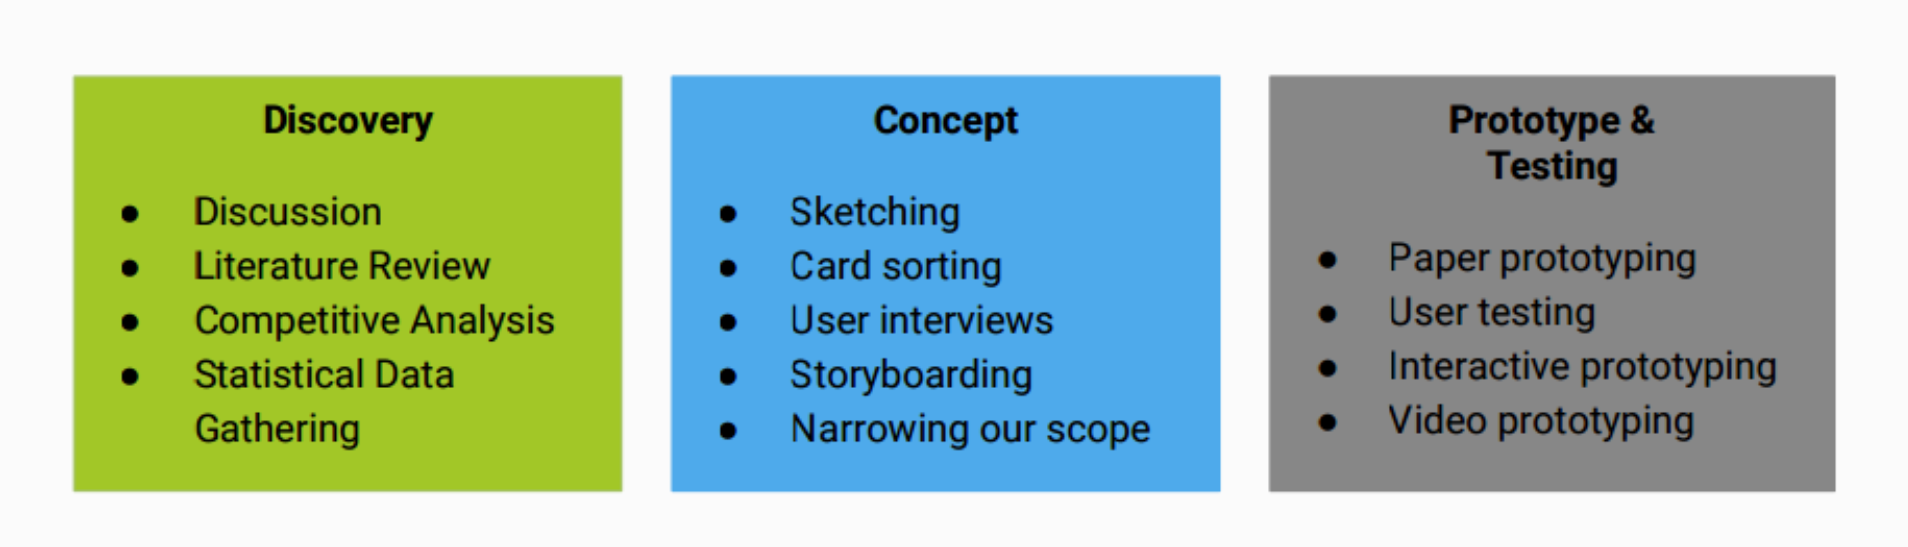 Discovery
● Discussion
● Literature Review
● Competitive Analysis
● Statistical Data
Gathering
Concept
● Sketching
● Card sorting
● User interviews
● Storyboarding
● Narrowing our scope
Prototype &
Testing
● Paper prototyping
● User testing
● Interactive prototyping
● Video prototyping